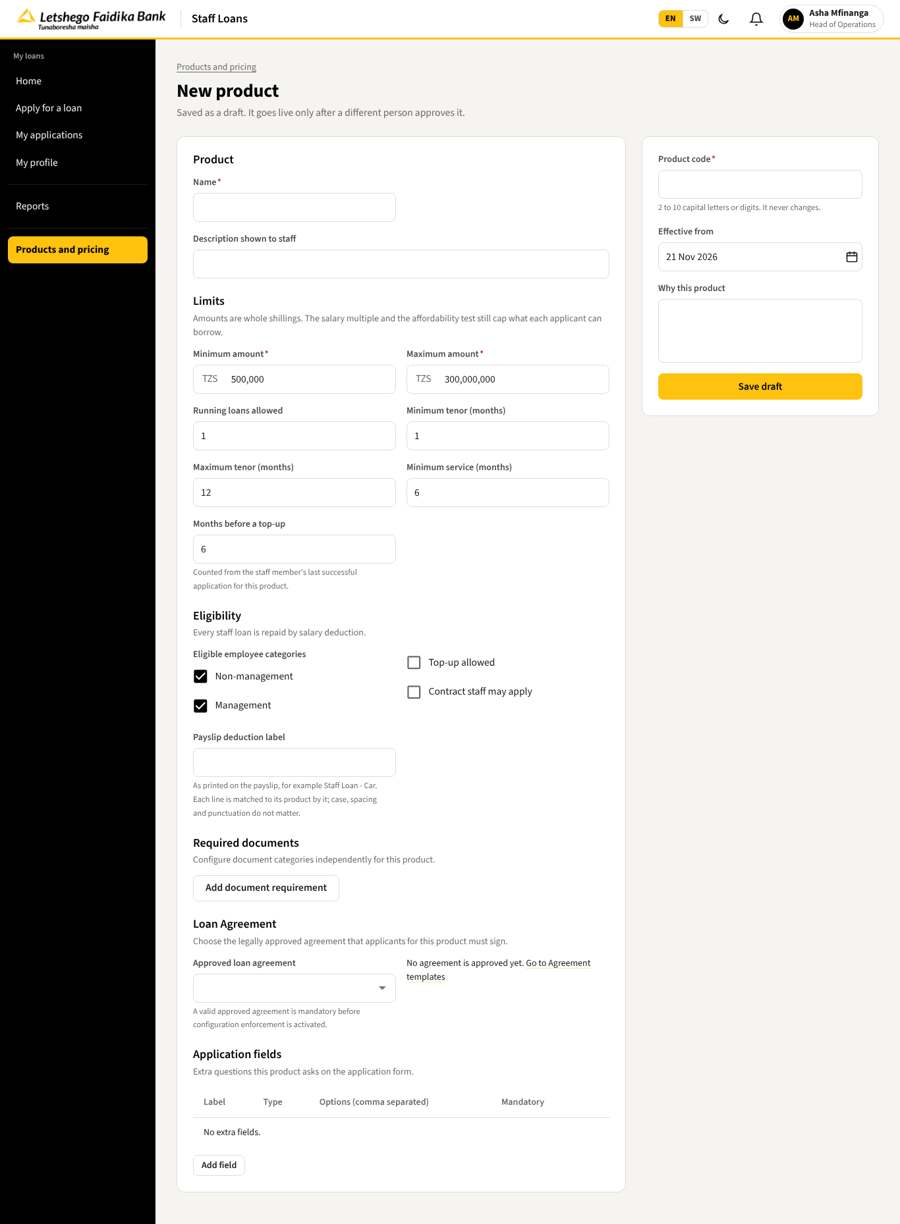 Letshego Faidika Bank
Tunaboresha maisha
Staff Loans
EN
SW
AM
Asha Mfinanga
Head of Operations
My loans
Home
Apply for a loan
My applications
My profile
Reports
Products and pricing
Products and pricing
New product
Saved as a draft. It goes live only after a different person approves it.
Product
Name*
Description shown to staff
Limits
Amounts are whole shillings. The salary multiple and the affordability test still cap what each applicant can
borrow.
Minimum amount*
Maximum amount*
TZS 500,000
TZS 300,000,000
Running loans allowed
Minimum tenor (months)
1
1
Maximum tenor (months)
Minimum service (months)
12
6
Months before a top-up
6
Counted from the staff member's last successful
application for this product.
Eligibility
Every staff loan is repaid by salary deduction.
Eligible employee categories
Non-management
Management
Top-up allowed
Contract staff may apply
Payslip deduction label
As printed on the payslip, for example Staff Loan - Car.
Each line is matched to its product by it; case, spacing
and punctuation do not matter.
Required documents
Configure document categories independently for this product.
Add document requirement
Loan Agreement
Choose the legally approved agreement that applicants for this product must sign.
Approved loan agreement
No agreement is approved yet. Go to Agreement
templates
A valid approved agreement is mandatory before
configuration enforcement is activated.
Application fields
Extra questions this product asks on the application form.
Label Type Options (comma separated) Mandatory
No extra fields.
Add field
Product code*
2 to 10 capital letters or digits. It never changes.
Effective from
21 Nov 2026
Why this product
Save draft